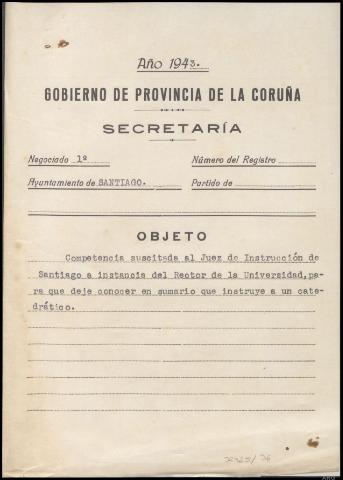 Año 1943.
GOBIERNO DE PROVINCIA DE LA CORUÑA
SECRETARÍA
Negociado 1º Número del Registro
Ayuntamiento de SANTIAGO. Partido de
OBJETO
Competencia suscitada al Juez de Instrucción de
Santiago a instancia del Rector de la Universidad, pa-
ra que deje conocer en sumario que instruye a un cate-
drático.